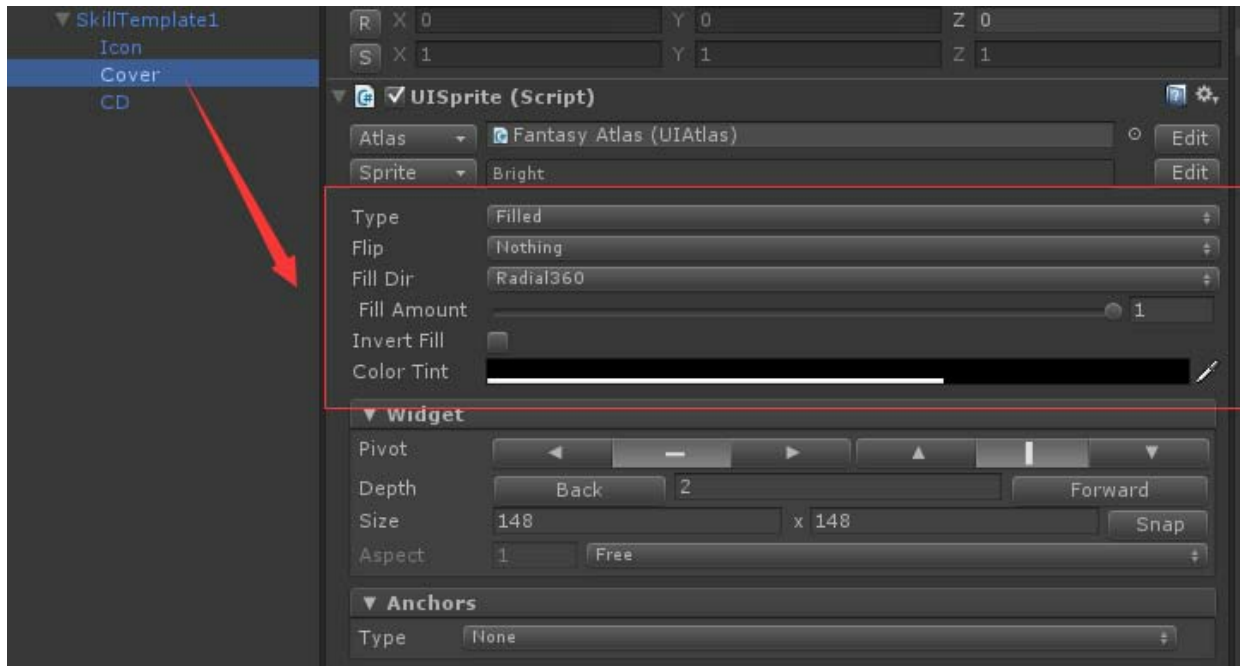 SkillTemplate1
Icon
Cover
CD
R X 0 Y 0 Z 0
S X 1 Y 1 Z 1
UISprite (Script)
Atlas Fantasy Atlas (UIAtlas) Edit
Sprite Bright Edit
Type Filled
Flip Nothing
Fill Dir Radial360
Fill Amount 1
Invert Fill
Color Tint
Widget
Pivot
Depth Back 2 Forward
Size 148 x 148 Snap
Aspect 1 Free
Anchors
Type None